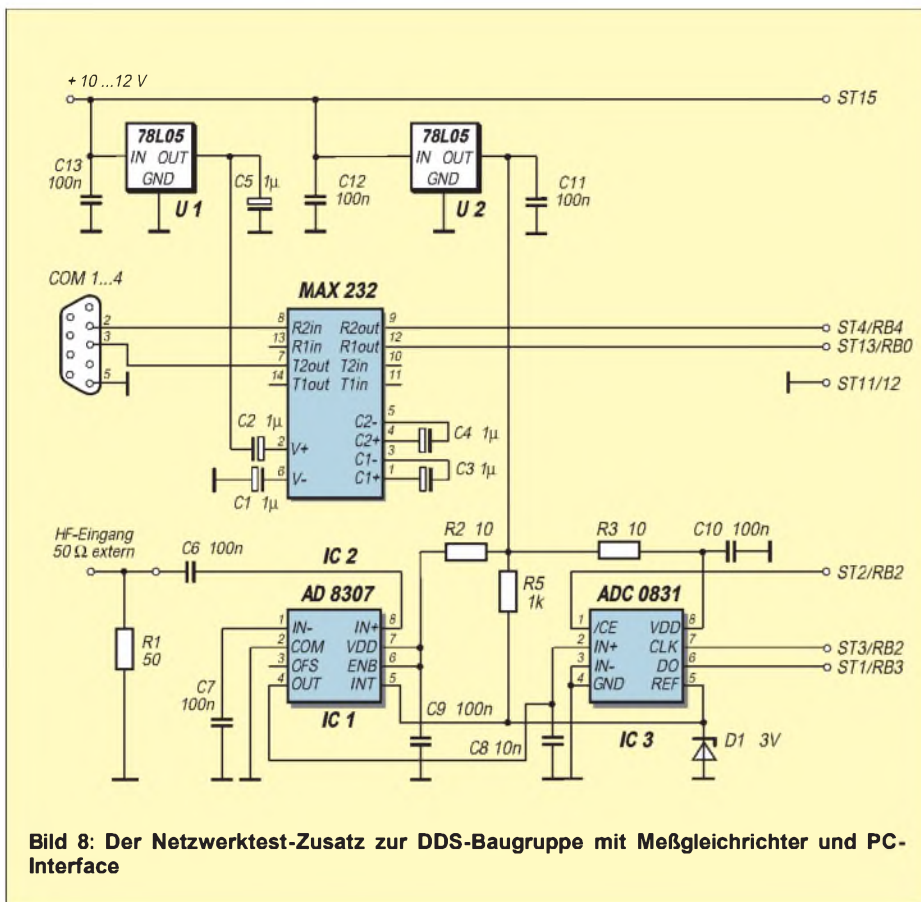 + 10 ...12 V
ST15
78L05
IN OUT
GND
U 1
C13
100n
C5 1µ
C12
100n
78L05
IN OUT
GND
U 2
C11
100n
COM 1...4
2
3
5
MAX 232
8 R2in R2out 9
13 R1in R1out 12
7 T2out T2in 10
14 T1out T1in 11
C2- 5
C2+ 4
2 V+ C1- 3
6 V- C1+ 1
C2 1µ
C1 1µ
C4 1µ
C3 1µ
ST4/RB4
ST13/RB0
ST11/12
HF-Eingang
50 Ω extern
C6 100n
IC 2
R1
50
C7
100n
AD 8307
1 IN- IN+ 8
2 COM VDD 7
3 OFS ENB 6
4 OUT INT 5
IC 1
R2 10
R3 10
C10 100n
R5
1k
C9 100n
C8 10n
ADC 0831
1 /CE VDD 8
2 IN+ CLK 7
3 IN- DO 6
4 GND REF 5
IC 3
D1 3V
ST2/RB2
ST3/RB2
ST1/RB3
Bild 8: Der Netzwerktest-Zusatz zur DDS-Baugruppe mit Meßgleichrichter und PC-
Interface